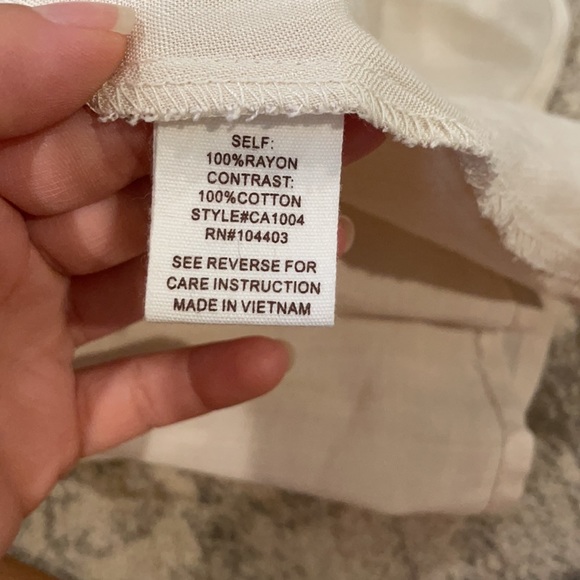 SELF:
100%RAYON
CONTRAST:
100%COTTON
STYLE#CA1004
RN#104403
SEE REVERSE FOR
CARE INSTRUCTION
MADE IN VIETNAM